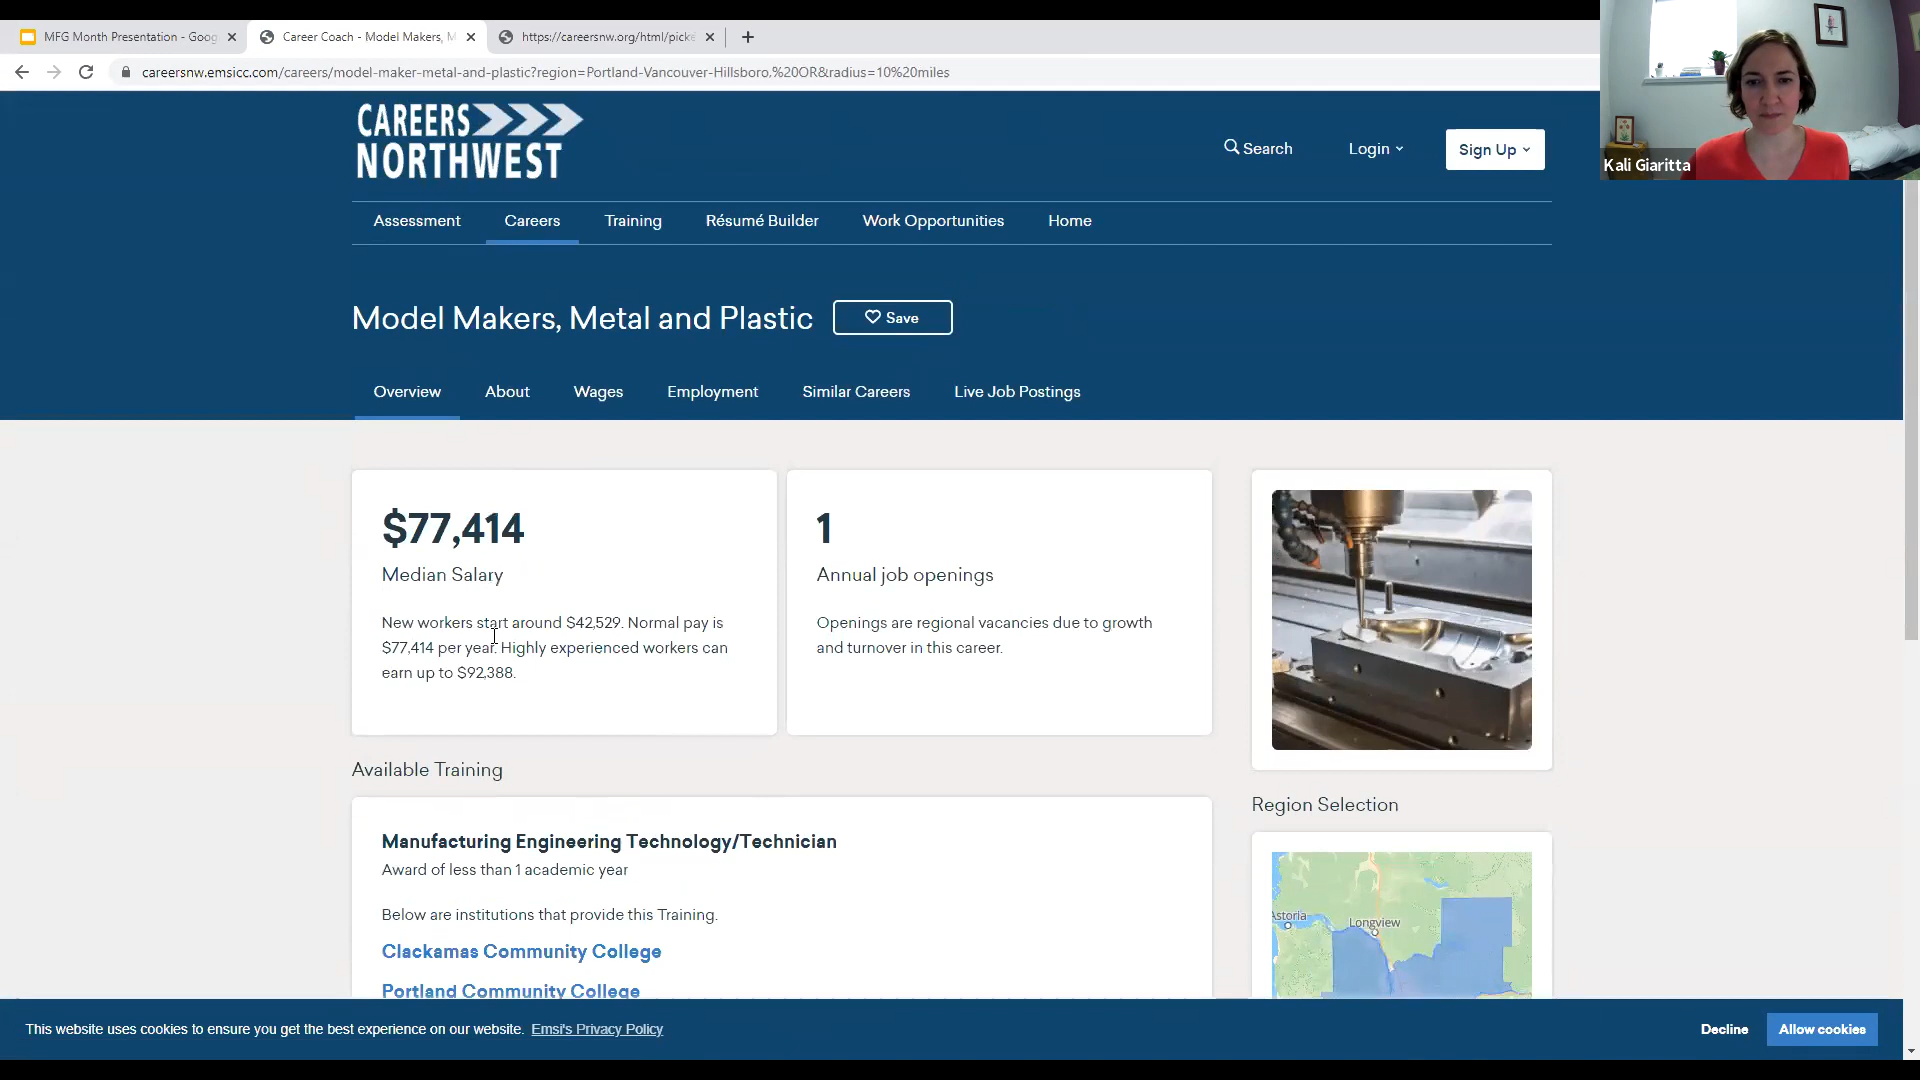 MFG Month Presentation - Goog
Career Coach - Model Makers, M
https://careersnw.org/html/picke
careersnw.emsicc.com/careers/model-maker-metal-and-plastic?region=Portland-Vancouver-Hillsboro,%20OR&radius=10%20miles
Kali Giaritta
CAREERS
NORTHWEST
Search
Login
Sign Up
Assessment
Careers
Training
Résumé Builder
Work Opportunities
Home
Model Makers, Metal and Plastic
Save
Overview
About
Wages
Employment
Similar Careers
Live Job Postings
$77,414
Median Salary
New workers start around $42,529. Normal pay is
$77,414 per year. Highly experienced workers can
earn up to $92,388.
1
Annual job openings
Openings are regional vacancies due to growth
and turnover in this career.
Available Training
Manufacturing Engineering Technology/Technician
Award of less than 1 academic year
Below are institutions that provide this Training.
Clackamas Community College
Portland Community College
Region Selection
Astoria
Longview
This website uses cookies to ensure you get the best experience on our website. Emsi's Privacy Policy
Decline
Allow cookies